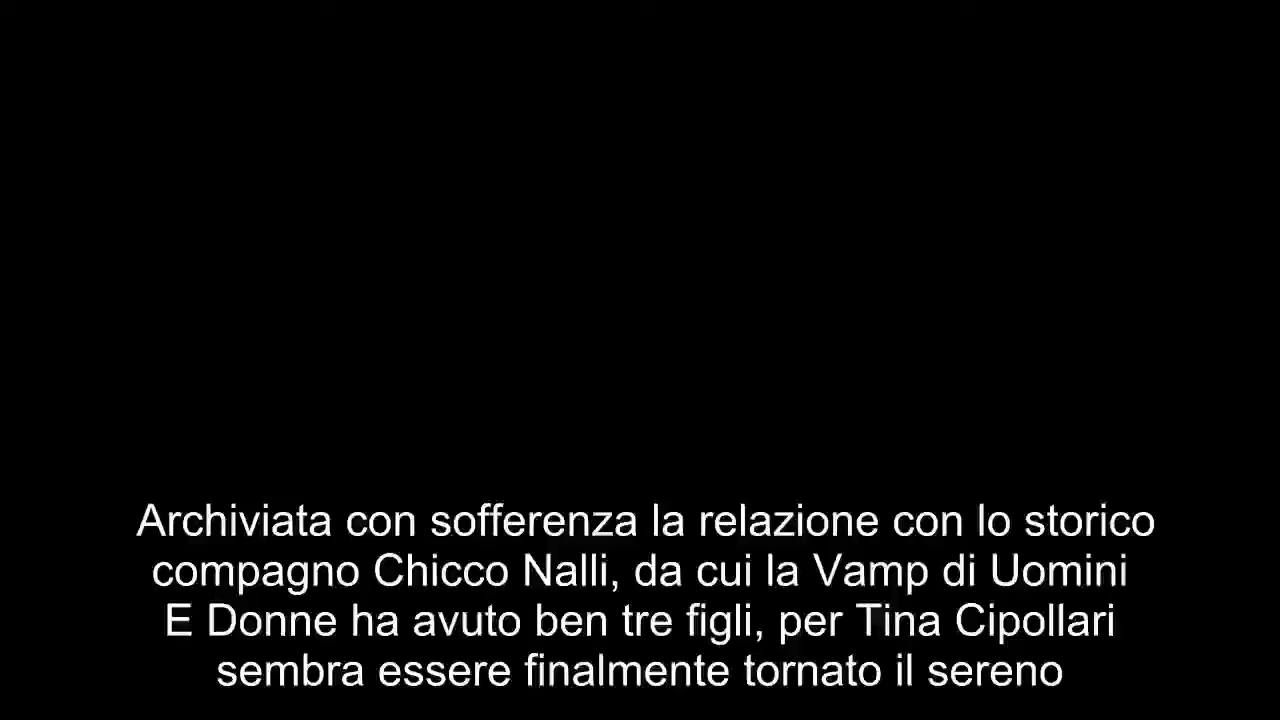 Archiviata con sofferenza la relazione con lo storico
compagno Chicco Nalli, da cui la Vamp di Uomini
E Donne ha avuto ben tre figli, per Tina Cipollari
sembra essere finalmente tornato il sereno